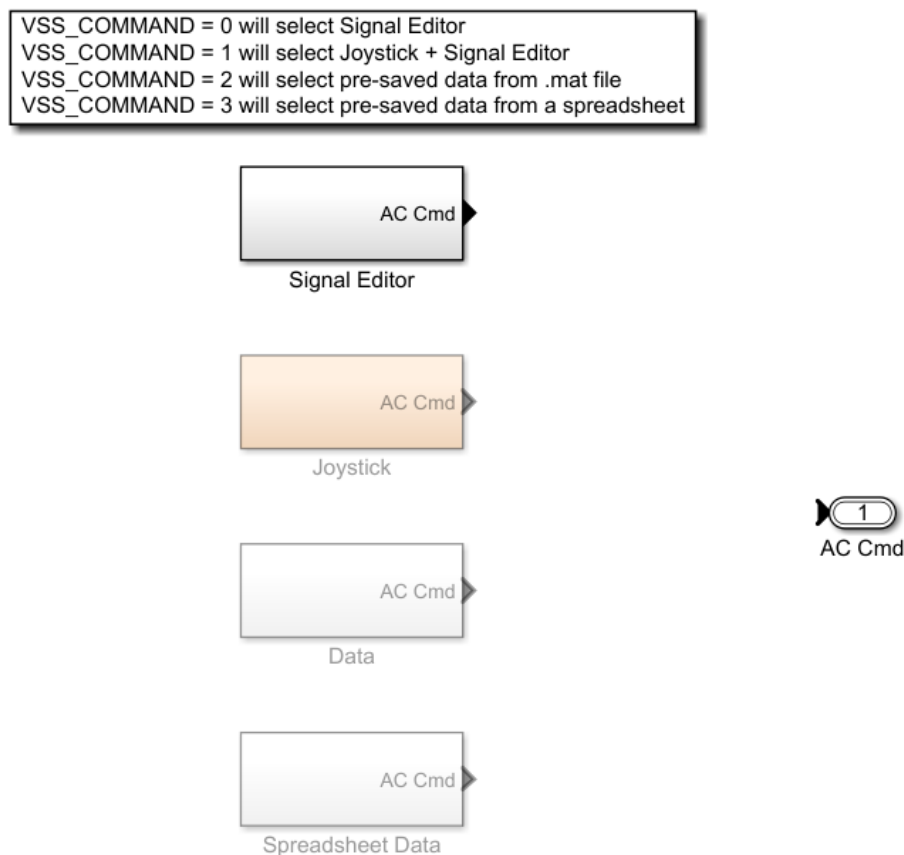 VSS_COMMAND = 0 will select Signal Editor
VSS_COMMAND = 1 will select Joystick + Signal Editor
VSS_COMMAND = 2 will select pre-saved data from .mat file
VSS_COMMAND = 3 will select pre-saved data from a spreadsheet
AC Cmd
Signal Editor
AC Cmd
Joystick
1
AC Cmd
AC Cmd
Data
AC Cmd
Spreadsheet Data